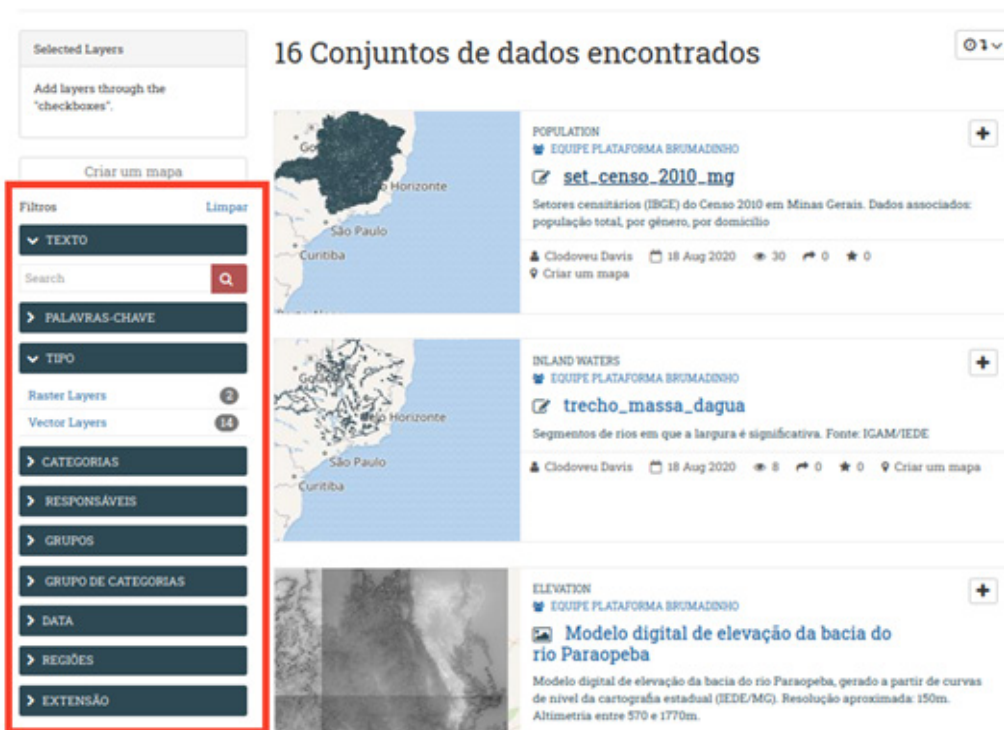 Selected Layers
Add layers through the
"checkboxes".
Criar um mapa
Filtros Limpar
TEXTO
Search
PALAVRAS-CHAVE
TIPO
Raster Layers 2
Vector Layers 14
CATEGORIAS
RESPONSÁVEIS
GRUPOS
GRUPO DE CATEGORIAS
DATA
REGIÕES
EXTENSÃO
16 Conjuntos de dados encontrados
Horizonte
São Paulo
Curitiba
POPULATION
EQUIPE PLATAFORMA BRUMADINHO
set_censo_2010_mg
Setores censitários (IBGE) do Censo 2010 em Minas Gerais. Dados associados:
população total, por gênero, por domicílio
Clodoveu Davis 18 Aug 2020 30 0 0
Criar um mapa
Horizonte
São Paulo
Curitiba
INLAND WATERS
EQUIPE PLATAFORMA BRUMADINHO
trecho_massa_dagua
Segmentos de rios em que a largura é significativa. Fonte: IGAM/IEDE
Clodoveu Davis 18 Aug 2020 8 0 0 Criar um mapa
ELEVATION
EQUIPE PLATAFORMA BRUMADINHO
Modelo digital de elevação da bacia do
rio Paraopeba
Modelo digital de elevação da bacia do rio Paraopeba, gerado a partir de curvas
de nível da cartografia estadual (IEDE/MG). Resolução aproximada: 150m.
Altimetria entre 570 e 1770m.